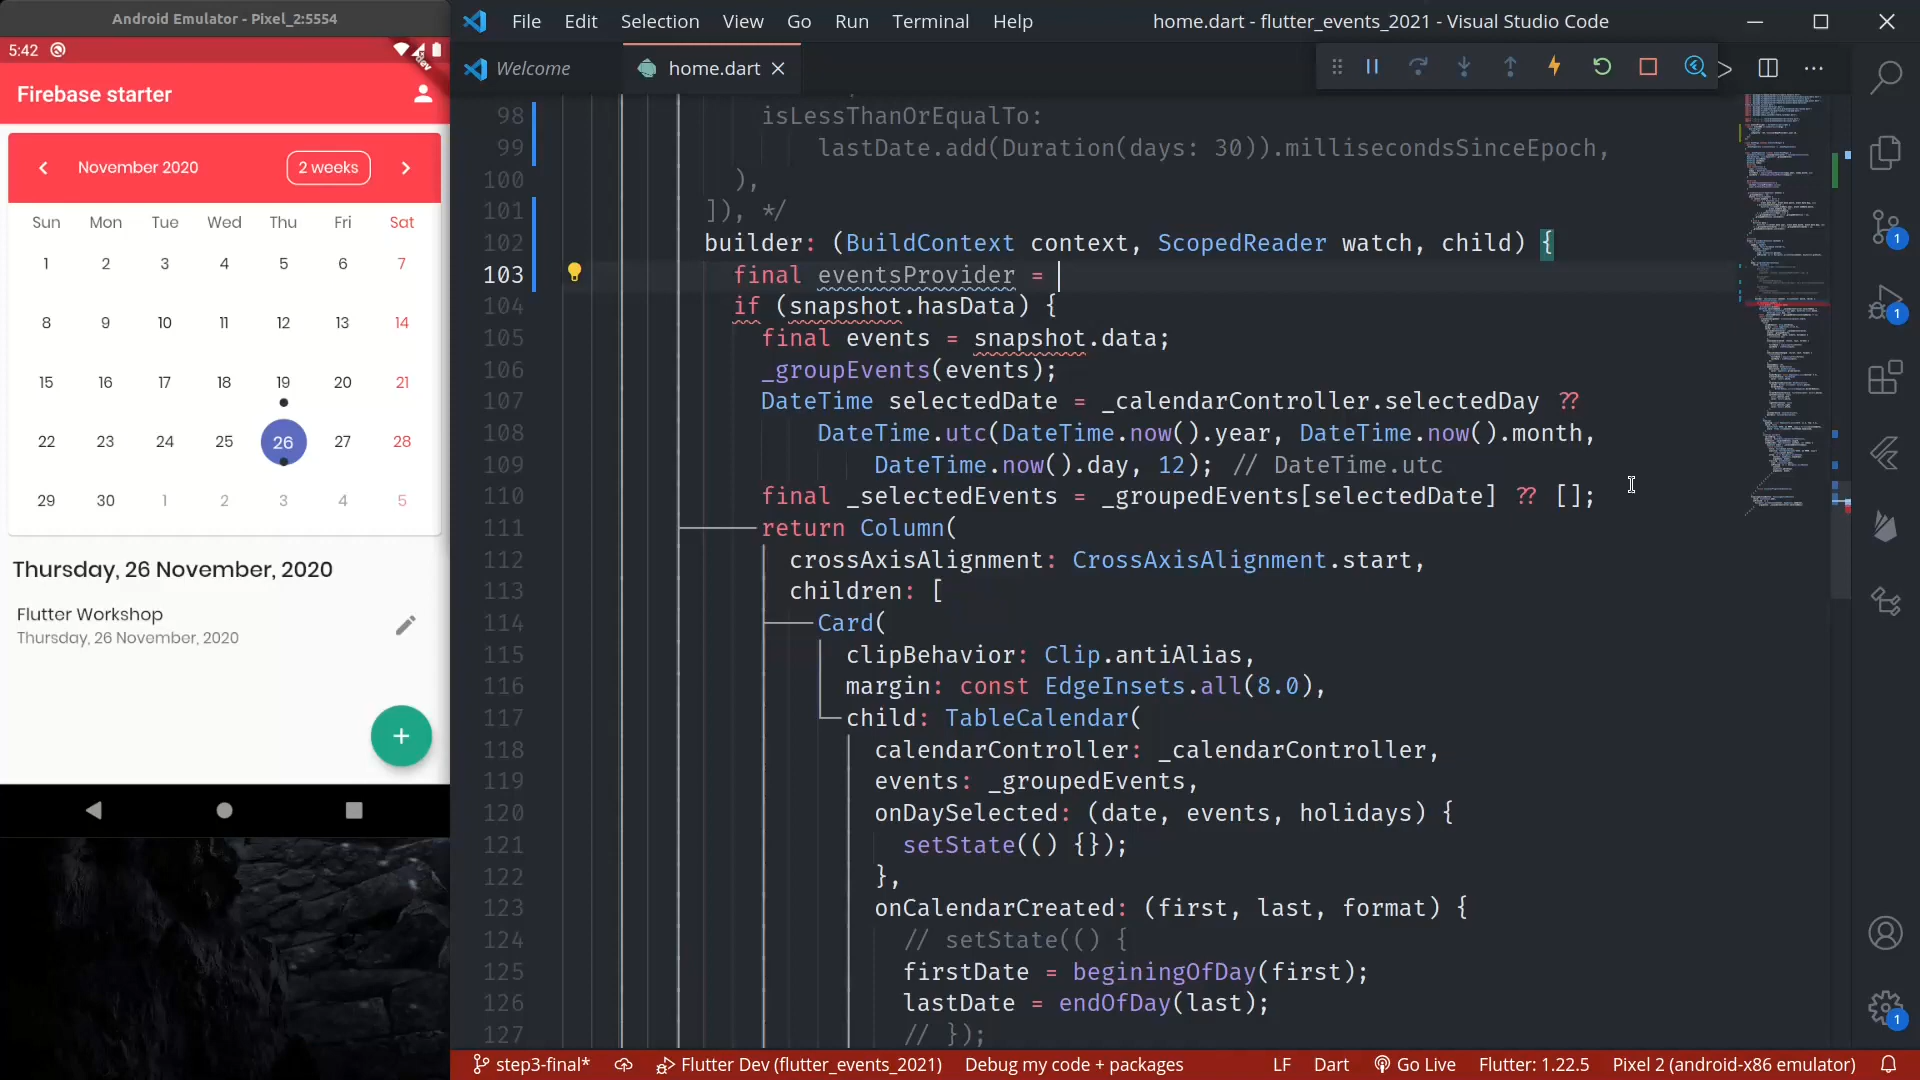 Android Emulator - Pixel_2:5554
5:42
Firebase starter
November 2020
2 weeks
Sun Mon Tue Wed Thu Fri Sat
1 2 3 4 5 6 7
8 9 10 11 12 13 14
15 16 17 18 19 20 21
22 23 24 25 26 27 28
29 30 1 2 3 4 5
Thursday, 26 November, 2020
Flutter Workshop
Thursday, 26 November, 2020
+
File Edit Selection View Go Run Terminal Help
home.dart - flutter_events_2021 - Visual Studio Code
Welcome
home.dart
98 isLessThanOrEqualTo:
99 lastDate.add(Duration(days: 30)).millisecondsSinceEpoch,
100 ),
101 ]), */
102 builder: (BuildContext context, ScopedReader watch, child) {
103 final eventsProvider =
104 if (snapshot.hasData) {
105 final events = snapshot.data;
106 _groupEvents(events);
107 DateTime selectedDate = _calendarController.selectedDay ??
108 DateTime.utc(DateTime.now().year, DateTime.now().month,
109 DateTime.now().day, 12); // DateTime.utc
110 final _selectedEvents = _groupedEvents[selectedDate] ?? [];
111 return Column(
112 crossAxisAlignment: CrossAxisAlignment.start,
113 children: [
114 Card(
115 clipBehavior: Clip.antiAlias,
116 margin: const EdgeInsets.all(8.0),
117 child: TableCalendar(
118 calendarController: _calendarController,
119 events: _groupedEvents,
120 onDaySelected: (date, events, holidays) {
121 setState(() {});
122 },
123 onCalendarCreated: (first, last, format) {
124 // setState(() {
125 firstDate = beginingOfDay(first);
126 lastDate = endOfDay(last);
127 // });
1
1
1
step3-final* Flutter Dev (flutter_events_2021) Debug my code + packages LF Dart Go Live Flutter: 1.22.5 Pixel 2 (android-x86 emulator)